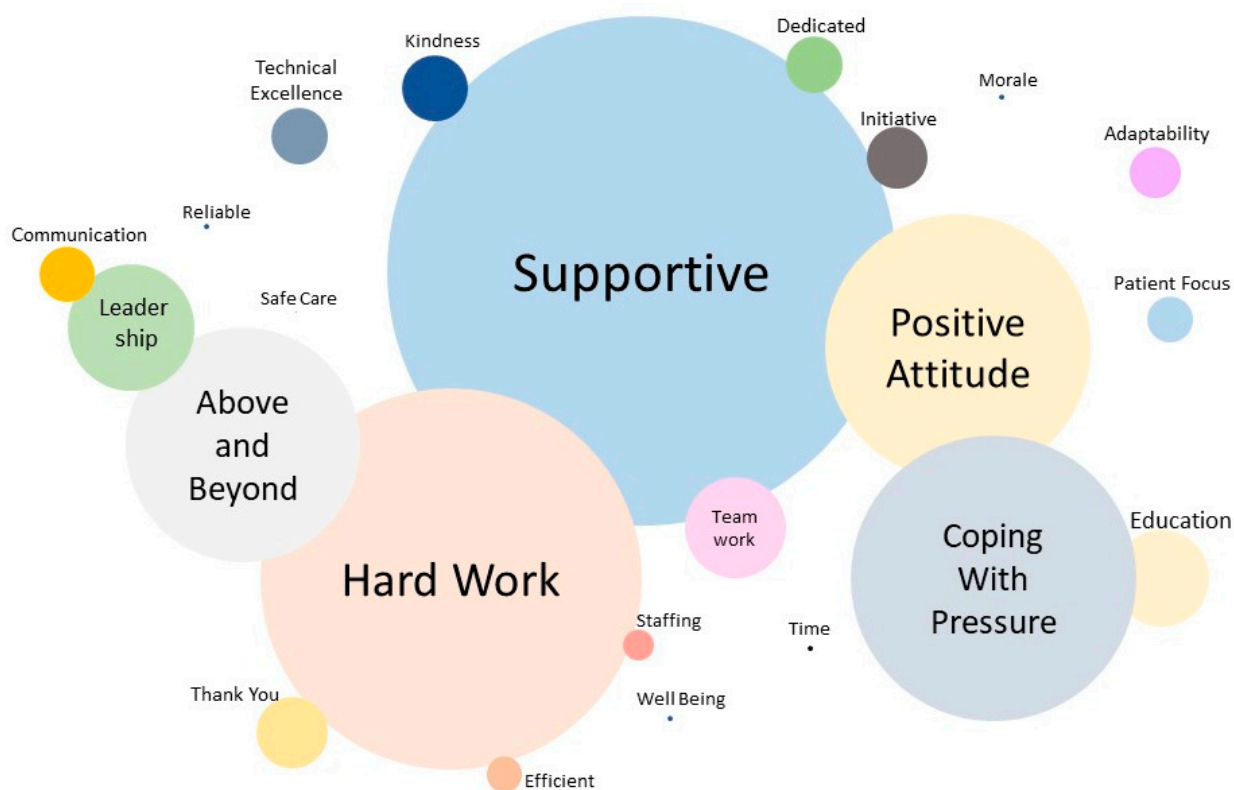 Dedicated
Kindness
Technical
Excellence
Morale
Initiative
Adaptability
Reliable
Communication
Supportive
Safe Care
Patient Focus
Leader
ship
Positive
Attitude
Above
and
Beyond
Team
work
Education
Coping
With
Pressure
Hard Work
Staffing
Time
Thank You
Well Being
Efficient